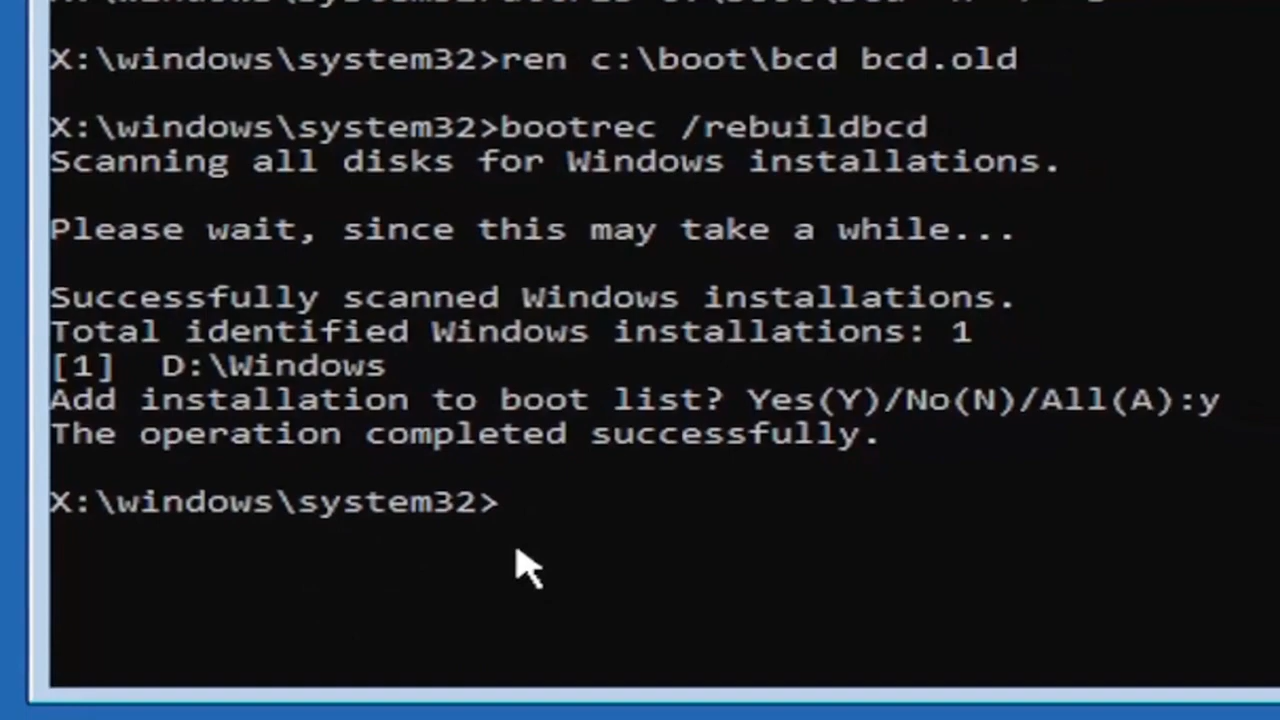 X:\windows\system32>ren c:\boot\bcd bcd.old
X:\windows\system32>bootrec /rebuildbcd
Scanning all disks for Windows installations.
Please wait, since this may take a while...
Successfully scanned Windows installations.
Total identified Windows installations: 1
[1]  D:\Windows
Add installation to boot list? Yes(Y)/No(N)/All(A):y
The operation completed successfully.
X:\windows\system32>